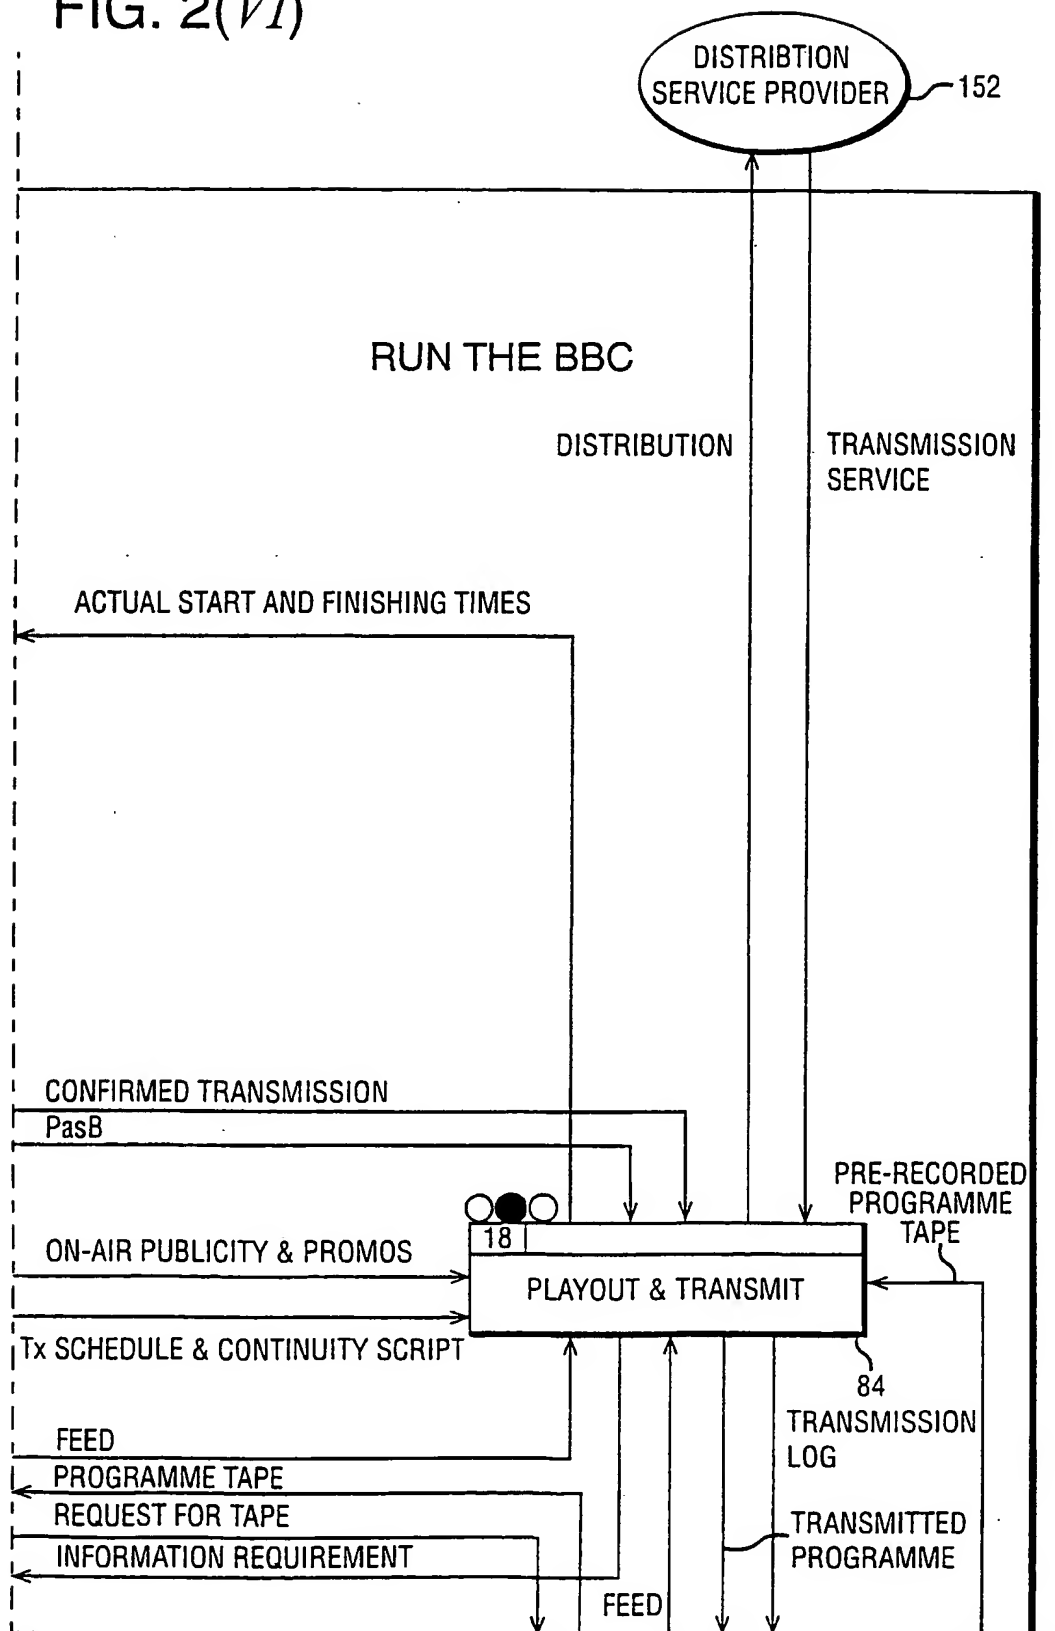 FIG. 2(VI)
DISTRIBTION
SERVICE PROVIDER
152
RUN THE BBC
DISTRIBUTION
TRANSMISSION
SERVICE
ACTUAL START AND FINISHING TIMES
CONFIRMED TRANSMISSION
PasB
PRE-RECORDED
PROGRAMME
TAPE
18
ON-AIR PUBLICITY & PROMOS
PLAYOUT & TRANSMIT
Tx SCHEDULE & CONTINUITY SCRIPT
84
TRANSMISSION
LOG
FEED
PROGRAMME TAPE
REQUEST FOR TAPE
TRANSMITTED
PROGRAMME
INFORMATION REQUIREMENT
FEED